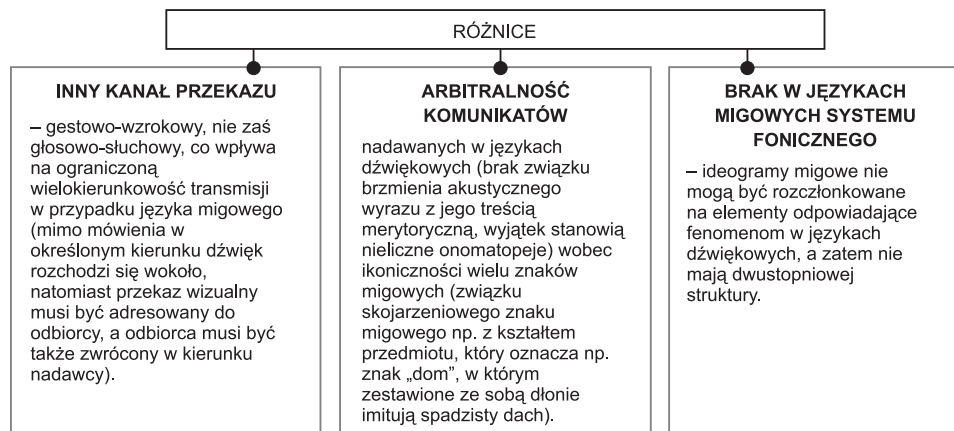 RÓŻNICE
INNY KANAŁ PRZEKAZU
– gestowo-wzrokowy, nie zaś
głosowo-słuchowy, co wpływa
na ograniczoną
wielokierunkowość transmisji
w przypadku języka migowego
(mimo mówienia w
określonym kierunku dźwięk
rozchodzi się wokoło,
natomiast przekaz wizualny
musi być adresowany do
odbiorcy, a odbiorca musi być
także zwrócony w kierunku
nadawcy).
ARBITRALNOŚĆ
KOMUNIKATÓW
nadawanych w językach
dźwiękowych (brak związku
brzmienia akustycznego
wyrazu z jego treścią
merytoryczną, wyjątek stanowią
nieliczne onomatopeje) wobec
ikoniczności wielu znaków
migowych (związku
skojarzeniowego znaku
migowego np. z kształtem
przedmiotu, który oznacza np.
znak „dom”, w którym
zestawione ze sobą dłonie
imitują spadzisty dach).
BRAK W JĘZYKACH
MIGOWYCH SYSTEMU
FONICZNEGO
– ideogramy migowe nie
mogą być rozczłonkowane
na elementy odpowiadające
fenomenom w językach
dźwiękowych, a zatem nie
mają dwustopniowej
struktury.